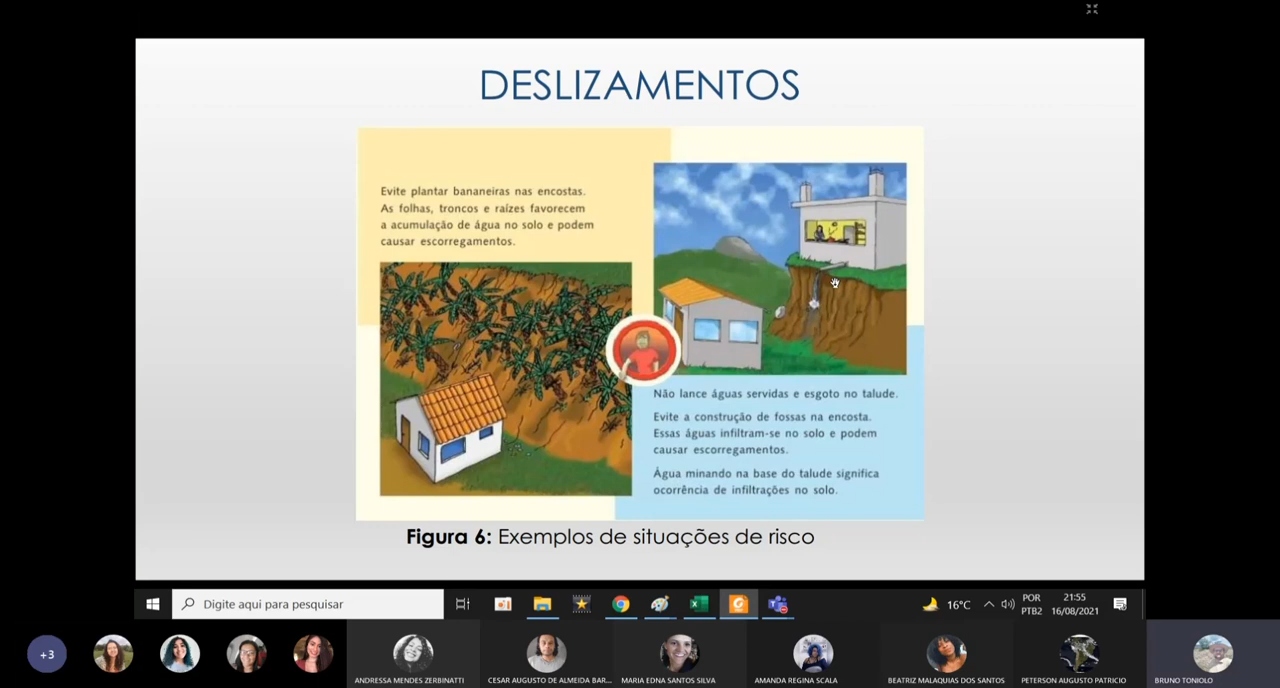 DESLIZAMENTOS
Evite plantar bananeiras nas encostas.
As folhas, troncos e raízes favorecem
a acumulação de água no solo e podem
causar escorregamentos.
Não lance águas servidas e esgoto no talude.
Evite a construção de fossas na encosta.
Essas águas infiltram-se no solo e podem
causar escorregamentos.
Água minando na base do talude significa
ocorrência de infiltrações no solo.
Figura 6: Exemplos de situações de risco
Digite aqui para pesquisar
16°C
POR
PTB2
21:55
16/08/2021
+3
ANDRESSA MENDES ZERBINATTI
CESAR AUGUSTO DE ALMEIDA BAR...
MARIA EDNA SANTOS SILVA
AMANDA REGINA SCALA
BEATRIZ MALAQUIAS DOS SANTOS
PETERSON AUGUSTO PATRICIO
BRUNO TONIOLO